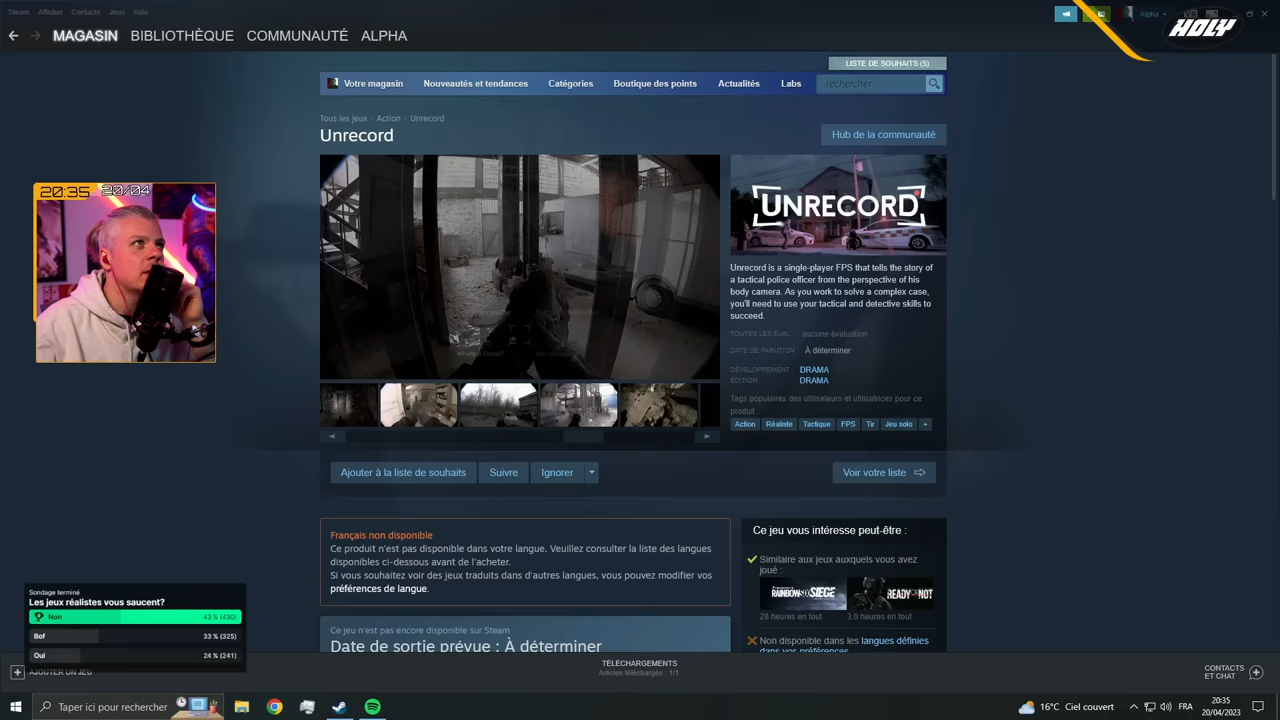 Steam Afficher Contacts Jeux Aide
Alpha
MAGASIN BIBLIOTHÈQUE COMMUNAUTÉ ALPHA
HOLY
LISTE DE SOUHAITS (5)
Votre magasin Nouveautés et tendances Catégories Boutique des points Actualités Labs rechercher
Tous les jeux > Action > Unrecord
Unrecord
Hub de la communauté
20:35 20/04
UNRECORD
Unrecord is a single-player FPS that tells the story of
a tactical police officer from the perspective of his
body camera. As you work to solve a complex case,
you'll need to use your tactical and detective skills to
succeed.
TOUTES LES ÉVAL. : aucune évaluation
DATE DE PARUTION : À déterminer
DÉVELOPPEMENT : DRAMA
ÉDITION : DRAMA
Tags populaires des utilisateurs et utilisatrices pour ce
produit :
Action Réaliste Tactique FPS Tir Jeu solo +
Ajouter à la liste de souhaits Suivre Ignorer Voir votre liste
Français non disponible
Ce produit n'est pas disponible dans votre langue. Veuillez consulter la liste des langues
disponibles ci-dessous avant de l'acheter.
Si vous souhaitez voir des jeux traduits dans d'autres langues, vous pouvez modifier vos
préférences de langue.
Ce jeu vous intéresse peut-être :
Similaire aux jeux auxquels vous avez
joué :
RAINBOW SIEGE READY OR NOT
28 heures en tout 3.0 heures en tout
Non disponible dans les langues définies
dans vos préférences
Ce jeu n'est pas encore disponible sur Steam
Date de sortie prévue : À déterminer
Sondage terminé
Les jeux réalistes vous saucent?
Non 43 % (430)
Bof 33 % (325)
Oui 24 % (241)
AJOUTER UN JEU
TÉLÉCHARGEMENTS
Articles téléchargés 1/1
CONTACTS
ET CHAT
Taper ici pour rechercher
16°C Ciel couvert
FRA
20:35
20/04/2023